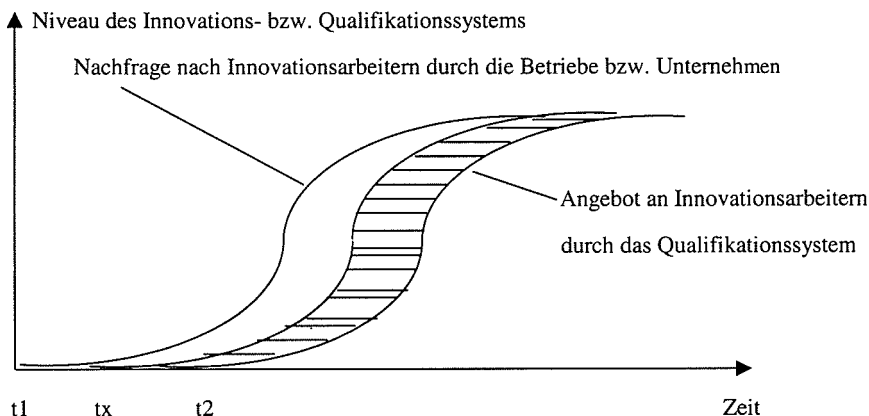 Niveau des Innovations- bzw. Qualifikationssystems
Nachfrage nach Innovationsarbeitern durch die Betriebe bzw. Unternehmen
Angebot an Innovationsarbeitern
durch das Qualifikationssystem
t1 tx t2 Zeit